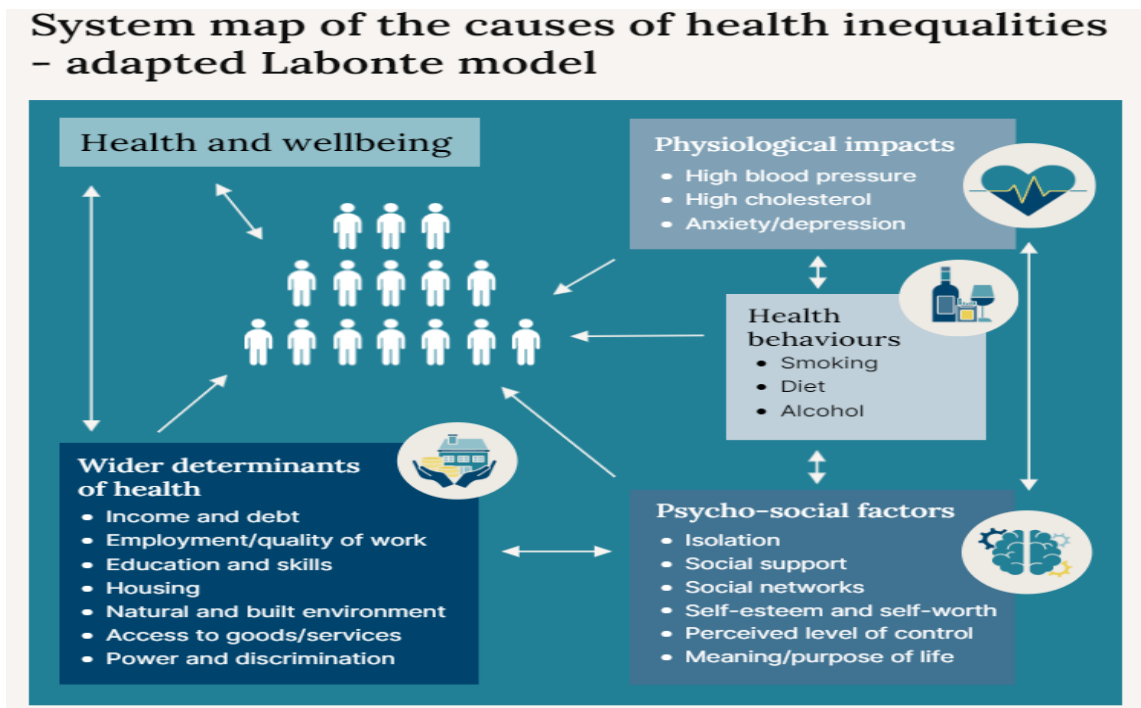 System map of the causes of health inequalities
- adapted Labonte model
Health and wellbeing
Physiological impacts
• High blood pressure
• High cholesterol
• Anxiety/depression
Health
behaviours
• Smoking
• Diet
• Alcohol
Wider determinants
of health
• Income and debt
• Employment/quality of work
• Education and skills
• Housing
• Natural and built environment
• Access to goods/services
• Power and discrimination
Psycho-social factors
• Isolation
• Social support
• Social networks
• Self-esteem and self-worth
• Perceived level of control
• Meaning/purpose of life